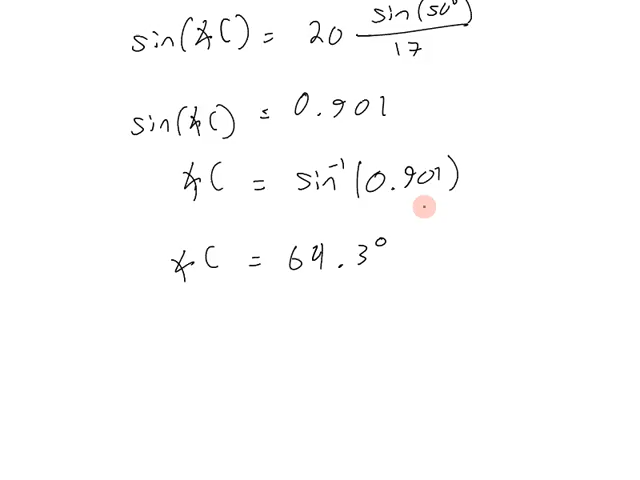 sin(∡C) = 20 sin(50°)/17
sin(∡C) = 0.901
∡C = sin⁻¹(0.901)
∡C = 64.3°